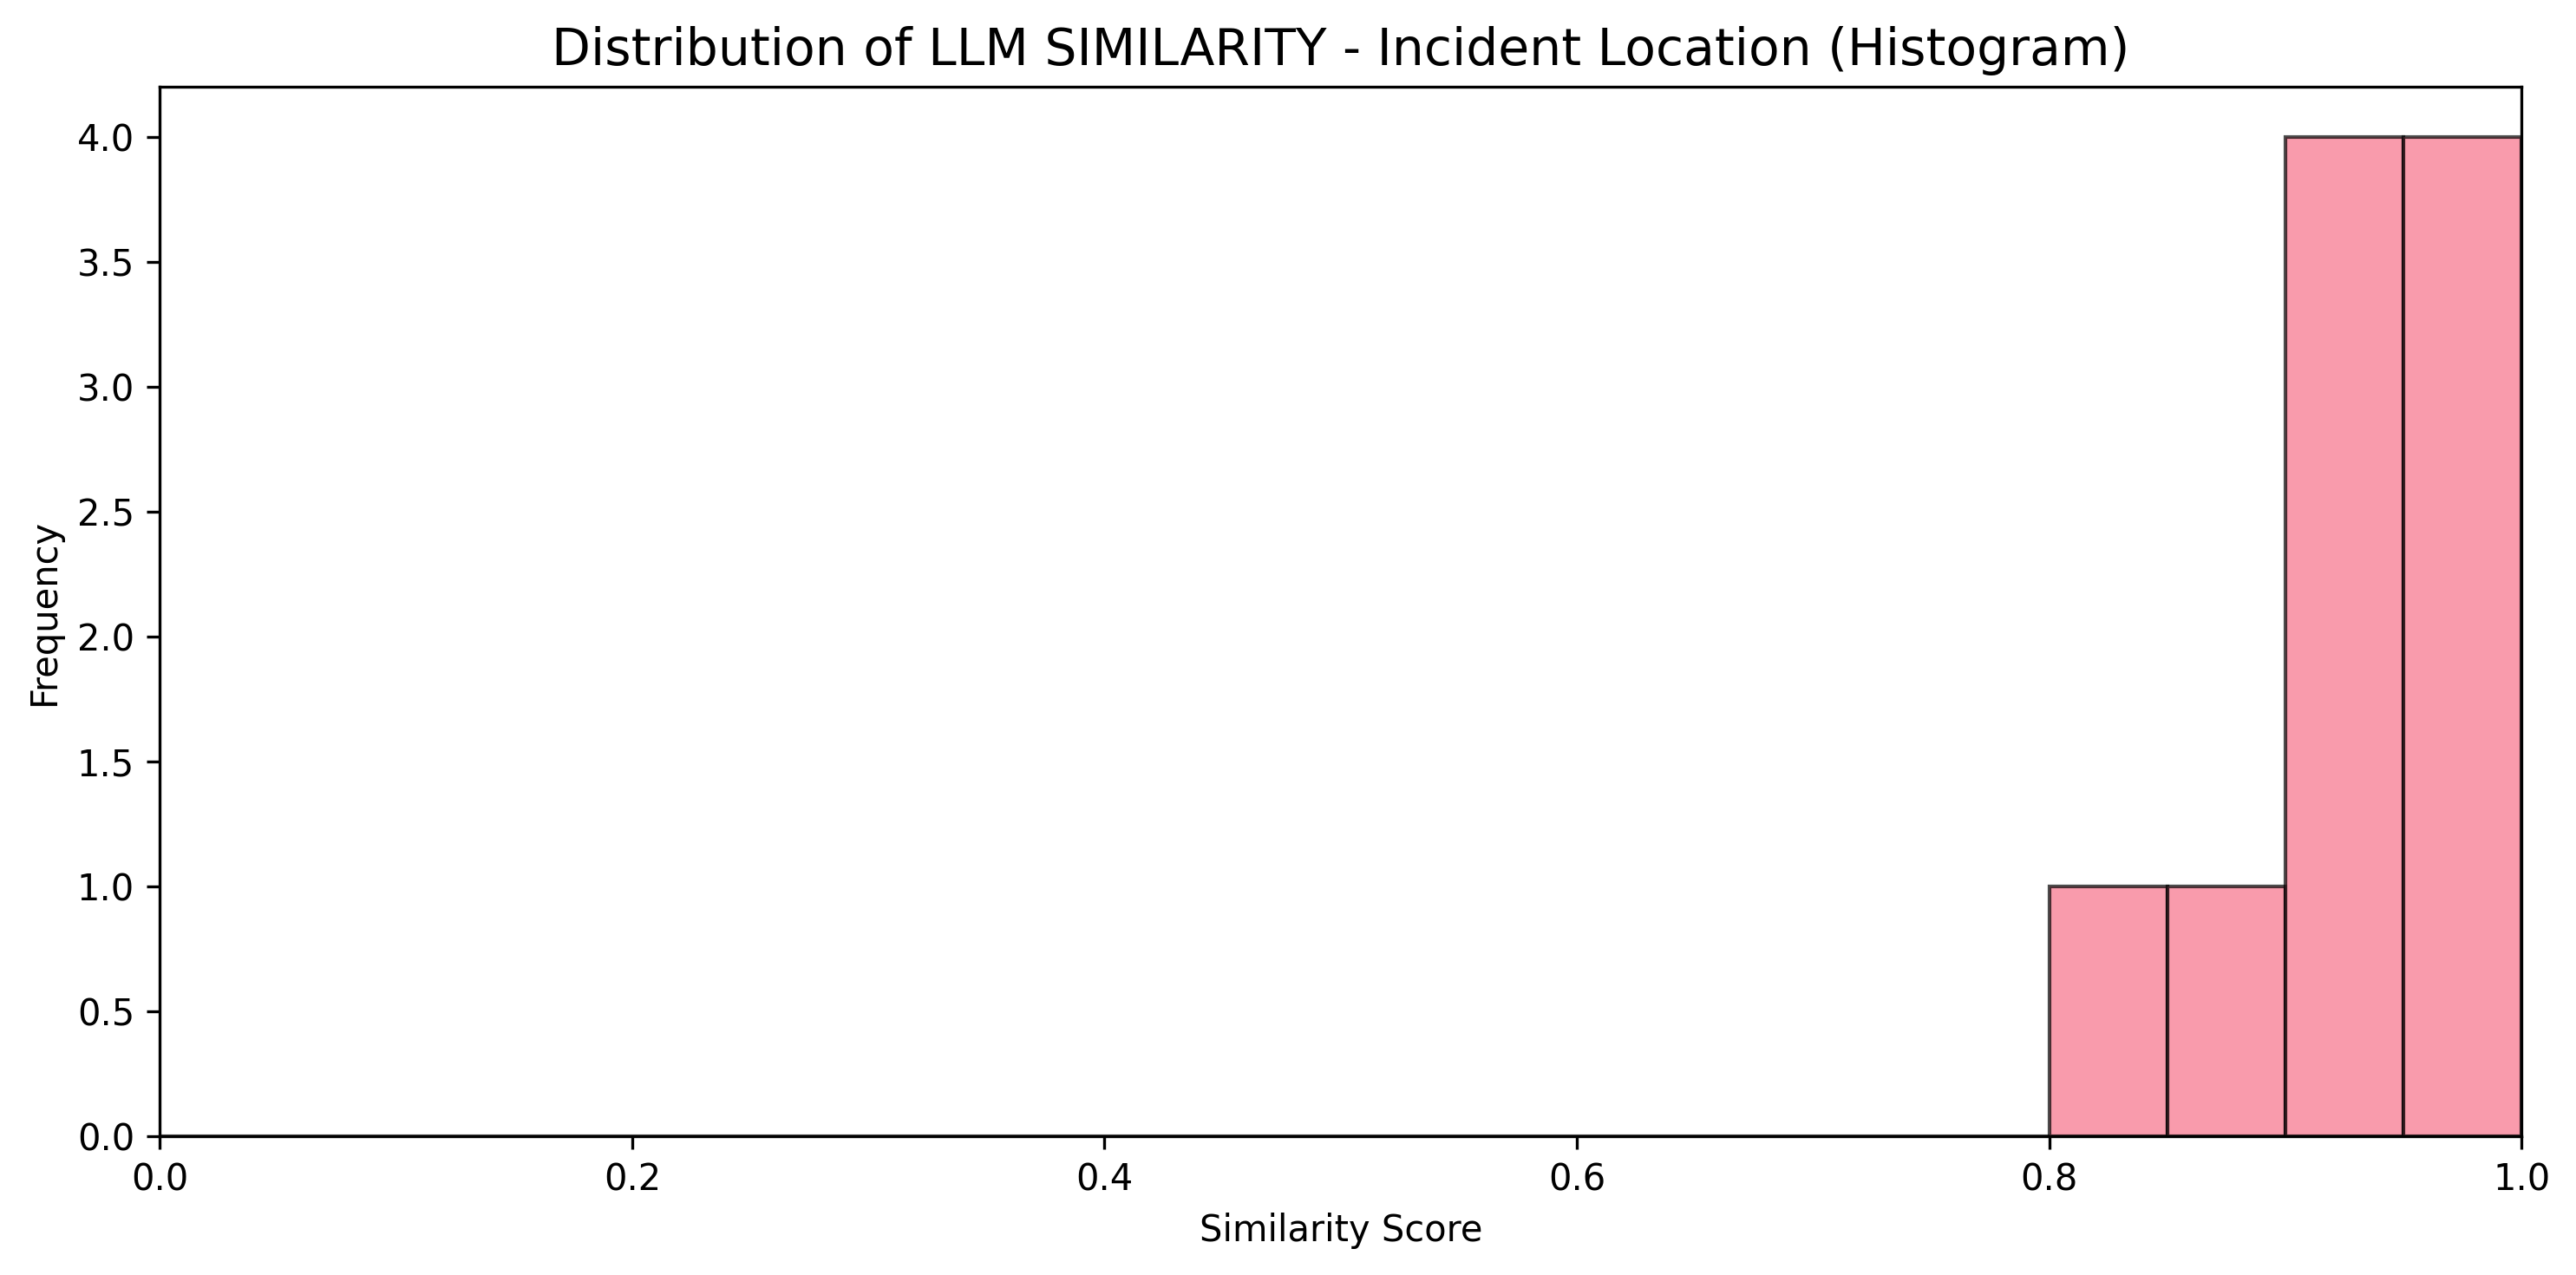 Distribution of LLM SIMILARITY - Incident Location (Histogram)
Frequency
4.0
3.5
3.0
2.5
2.0
1.5
1.0
0.5
0.0
0.0 0.2 0.4 0.6 0.8 1.0
Similarity Score